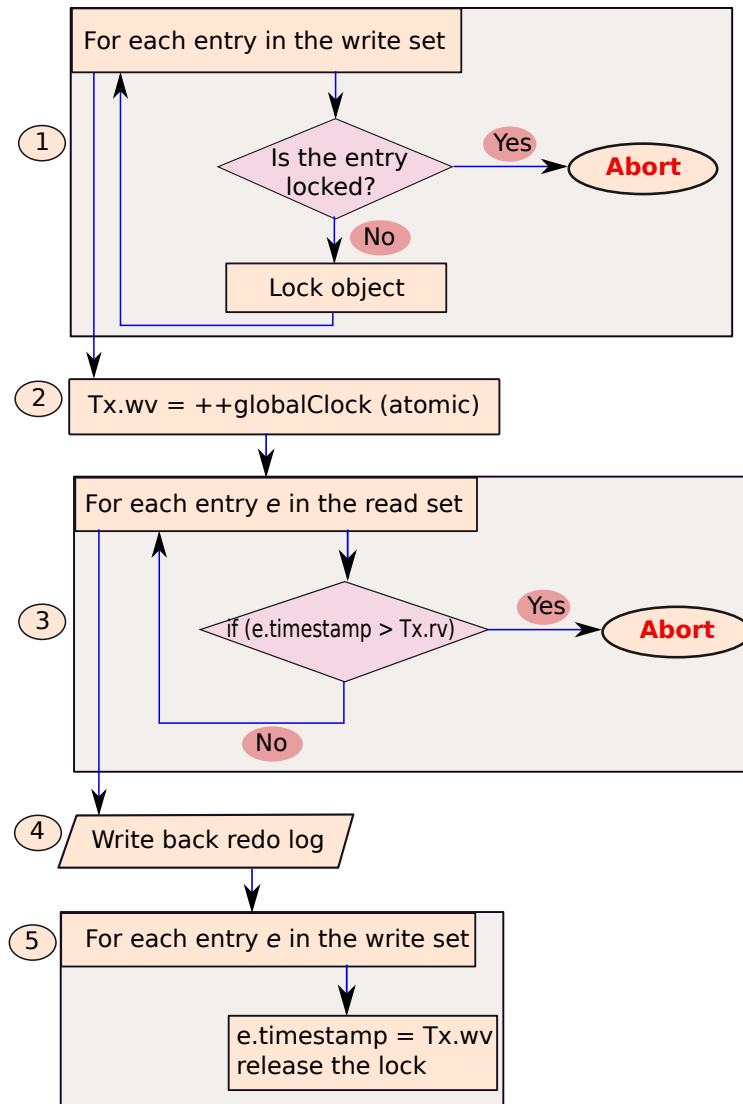 For each entry in the write set
1
Is the entry
locked?
Yes
Abort
No
Lock object
2
Tx.wv = ++globalClock (atomic)
For each entry e in the read set
3
if (e.timestamp > Tx.rv)
Yes
Abort
No
4
Write back redo log
5
For each entry e in the write set
e.timestamp = Tx.wv
release the lock